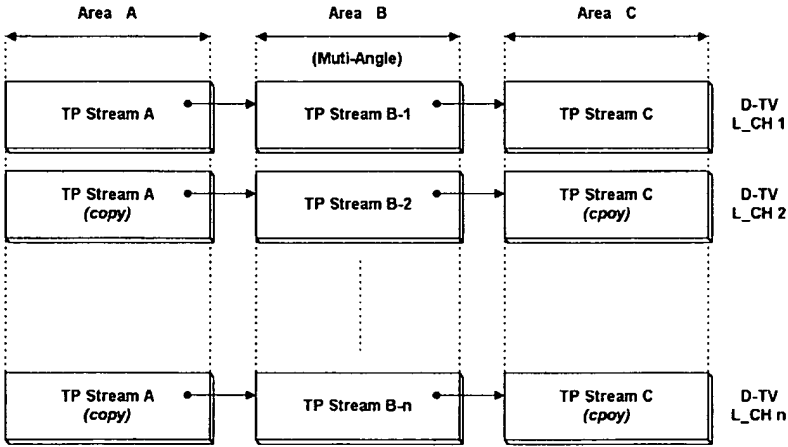 Area A
Area B
Area C
(Muti-Angle)
TP Stream A
TP Stream B-1
TP Stream C
D-TV
L_CH 1
TP Stream A
(copy)
TP Stream B-2
TP Stream C
(cpoy)
D-TV
L_CH 2
TP Stream A
(copy)
TP Stream B-n
TP Stream C
(cpoy)
D-TV
L_CH n